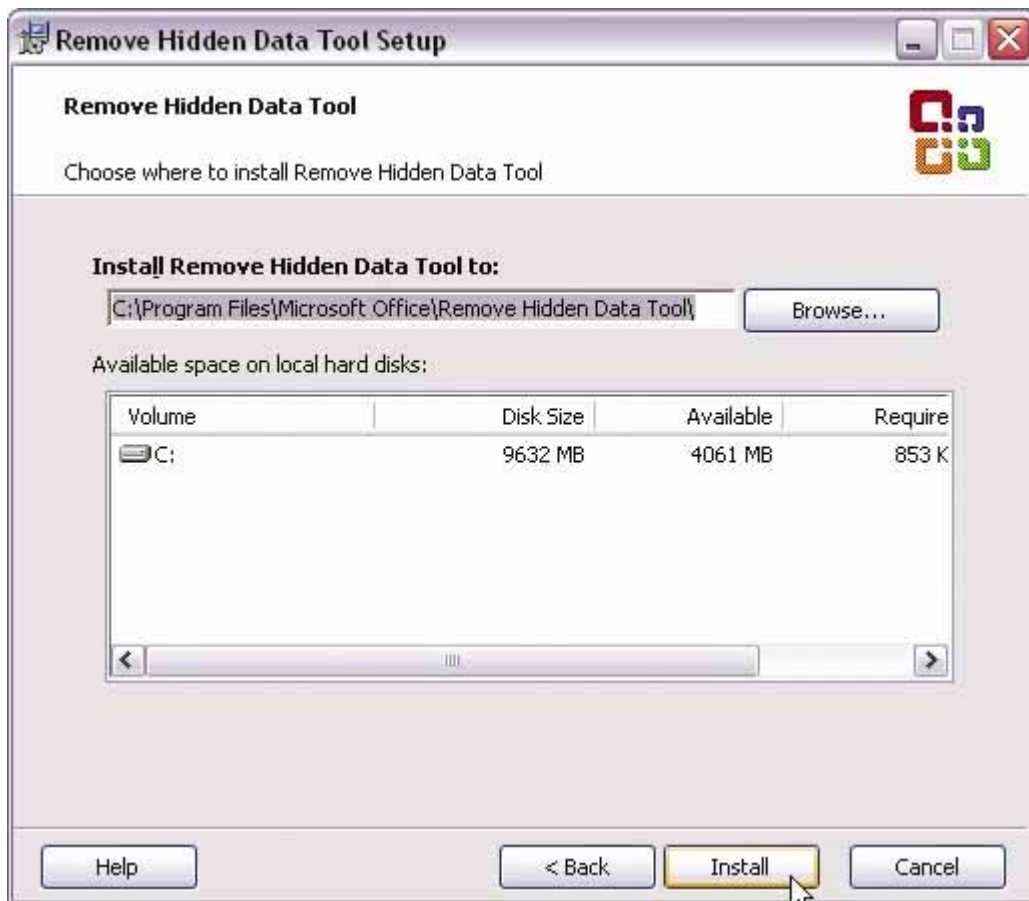 Remove Hidden Data Tool Setup
Remove Hidden Data Tool
Choose where to install Remove Hidden Data Tool
Install Remove Hidden Data Tool to:
C:\Program Files\Microsoft Office\Remove Hidden Data Tool\ Browse...
Available space on local hard disks:
Volume Disk Size Available Require
C: 9632 MB 4061 MB 853 K
Help < Back Install Cancel